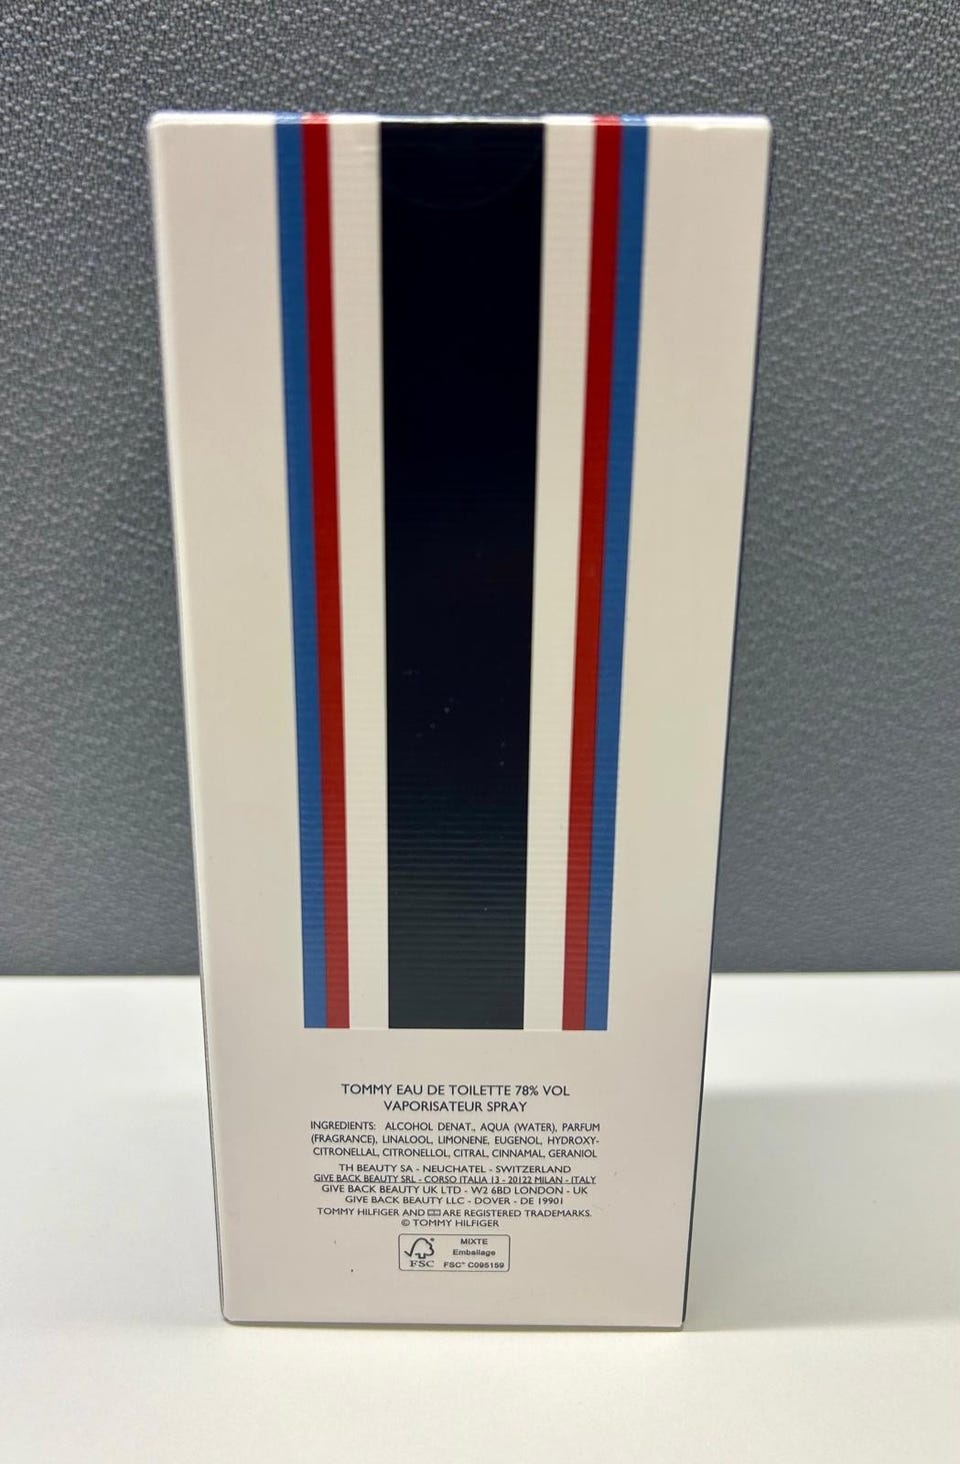 TOMMY EAU DE TOILETTE 78% VOL
VAPORISATEUR SPRAY
INGREDIENTS: ALCOHOL DENAT., AQUA (WATER), PARFUM
(FRAGRANCE), LINALOOL, LIMONENE, EUGENOL, HYDROXY-
CITRONELLAL, CITRONELLOL, CITRAL, CINNAMAL, GERANIOL
TH BEAUTY SA - NEUCHATEL - SWITZERLAND
GIVE BACK BEAUTY SRL - CORSO ITALIA 13 - 20122 MILAN - ITALY
GIVE BACK BEAUTY UK LTD - W2 6BD LONDON - UK
GIVE BACK BEAUTY LLC - DOVER - DE 19901
TOMMY HILFIGER AND ARE REGISTERED TRADEMARKS.
© TOMMY HILFIGER
MIXTE
Emballage
FSC FSC™ C095159